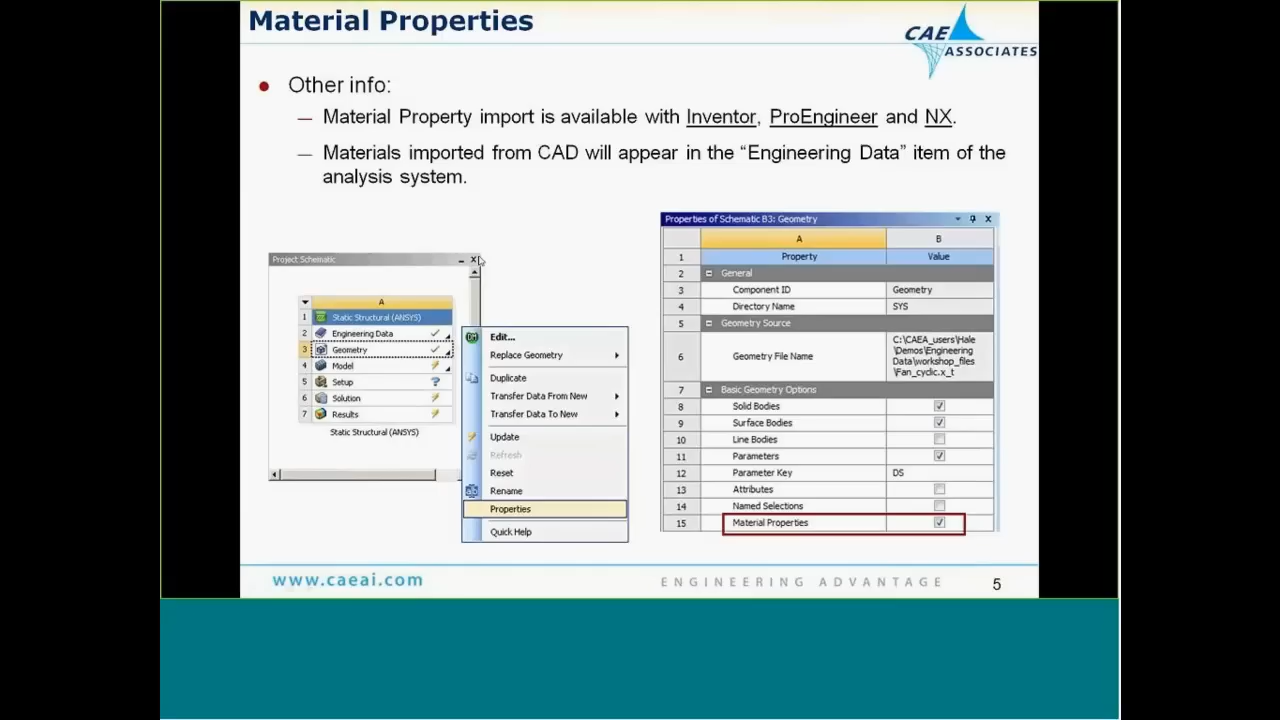 Material Properties
CAE
ASSOCIATES
Other info:
— Material Property import is available with Inventor, ProEngineer and NX.
— Materials imported from CAD will appear in the “Engineering Data” item of the
analysis system.
Project Schematic
A
1 Static Structural (ANSYS)
2 Engineering Data
3 Geometry
4 Model
5 Setup
6 Solution
7 Results
Static Structural (ANSYS)
Edit...
Replace Geometry
Duplicate
Transfer Data From New
Transfer Data To New
Update
Refresh
Reset
Rename
Properties
Quick Help
Properties of Schematic B3: Geometry
A B
1 Property Value
2 General
3 Component ID Geometry
4 Directory Name SYS
5 Geometry Source
6 Geometry File Name C:\CAEA_users\Hale
\Demos\Engineering
Data\workshop_files
\Fan_cyclic.x_t
7 Basic Geometry Options
8 Solid Bodies
9 Surface Bodies
10 Line Bodies
11 Parameters
12 Parameter Key DS
13 Attributes
14 Named Selections
15 Material Properties
www.caeai.com
ENGINEERING ADVANTAGE
5